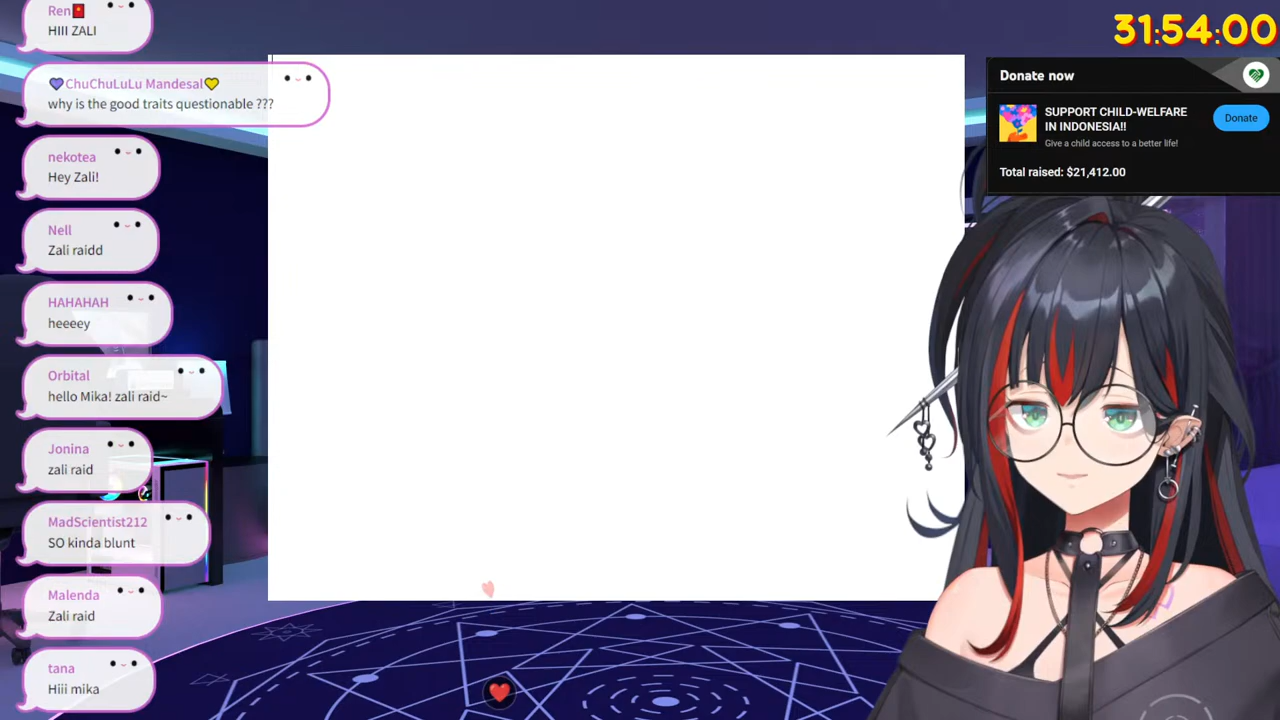 Ren🧧
HIII ZALI
💜ChuChuLuLu Mandesal💛
why is the good traits questionable ???
nekotea
Hey Zali!
Nell
Zali raidd
HAHAHAH
heeeey
Orbital
hello Mika! zali raid~
Jonina
zali raid
MadScientist212
SO kinda blunt
Malenda
Zali raid
tana
Hiii mika
31:54:00
Donate now
SUPPORT CHILD-WELFARE
IN INDONESIA!!
Donate
Give a child access to a better life!
Total raised: $21,412.00